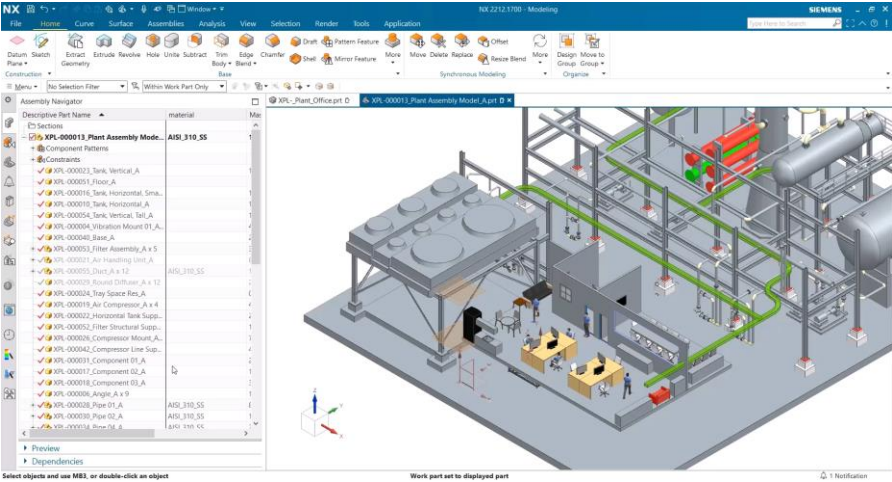 NX
Window
NX 2212.3700 - Modeling
SIEMENS
File Home Curve Surface Assemblies Analysis View Selection Render Tools Application
Type Here to Search
Datum Plane
Sketch
Extract Geometry
Extrude
Revolve
Hole
Unite
Subtract
Trim Body
Edge Blend
Chamfer
Draft
Shell
Pattern Feature
Mirror Feature
More
Move
Delete
Replace
Offset
Resize Blend
More
Design Group
Move to Group
Construction
Base
Synchronous Modeling
Organize
Menu
No Selection Filter
Within Work Part Only
Assembly Navigator
XPL-_Plant_Office.prt
XPL-000013_Plant Assembly Model_A.prt
Descriptive Part Name material
Sections
XPL-000013_Plant Assembly Mode... AISI_310_SS
Component Patterns
Constraints
XPL-000023_Tank, Vertical_A
XPL-000051_Floor_A
XPL-000016_Tank, Horizontal, Sma...
XPL-000010_Tank, Horizontal_A
XPL-000054_Tank, Vertical, Tall_A
XPL-000004_Vibration Mount 01_A...
XPL-000040_Base_A
XPL-000053_Filter Assembly_A x 5
XPL-000021_Air Handling Unit_A
XPL-000055_Duct_A x 12 AISI_310_SS
XPL-000029_Round Diffuser_A x 12
XPL-000024_Tray Space Res_A
XPL-000019_Air Compressor_A x 4
XPL-000022_Horizontal Tank Supp...
XPL-000052_Filter Structural Supp...
XPL-000026_Compressor Mount_A...
XPL-000042_Compressor Line Sup...
XPL-000031_Component 01_A
XPL-000017_Component 02_A
XPL-000018_Component 03_A
XPL-000006_Angle_A x 9
XPL-000028_Pipe 01_A AISI_310_SS
XPL-000030_Pipe 02_A AISI_310_SS
XPL-000034_Pipe 04_A AISI_310_SS
Preview
Dependencies
Z
Y
X
Select objects and use MB3, or double-click an object
Work part set to displayed part
1 Notification